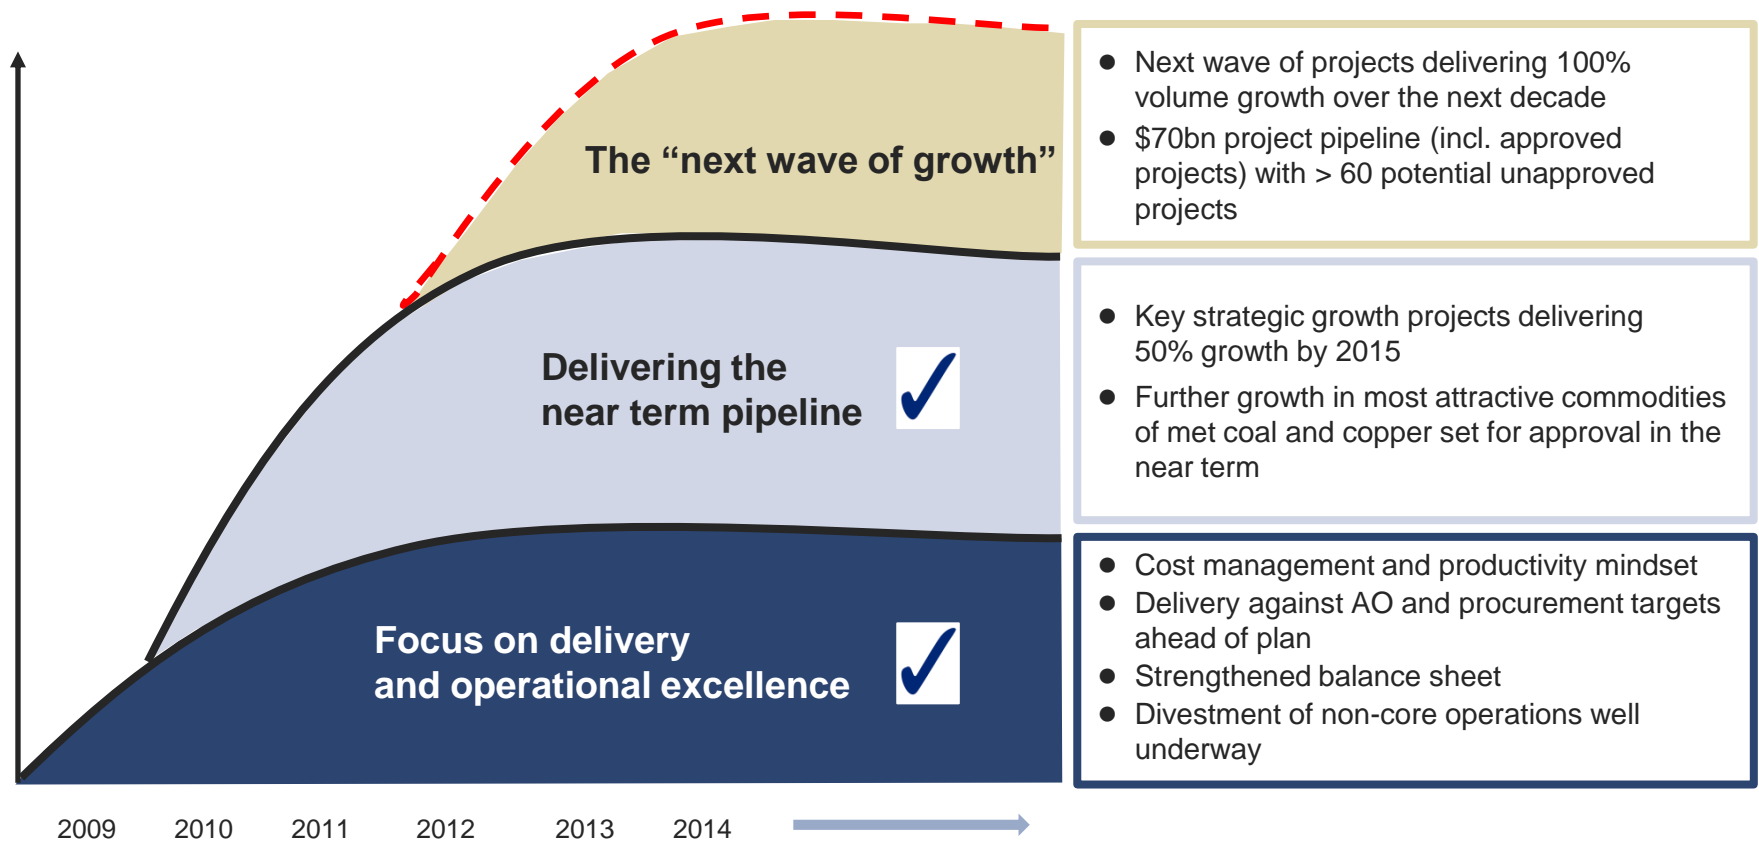 The “next wave of growth”
● Next wave of projects delivering 100%
volume growth over the next decade
● $70bn project pipeline (incl. approved
projects) with > 60 potential unapproved
projects
Delivering the
near term pipeline
● Key strategic growth projects delivering
50% growth by 2015
● Further growth in most attractive commodities
of met coal and copper set for approval in the
near term
Focus on delivery
and operational excellence
● Cost management and productivity mindset
● Delivery against AO and procurement targets
ahead of plan
● Strengthened balance sheet
● Divestment of non-core operations well
underway
2009 2010 2011 2012 2013 2014